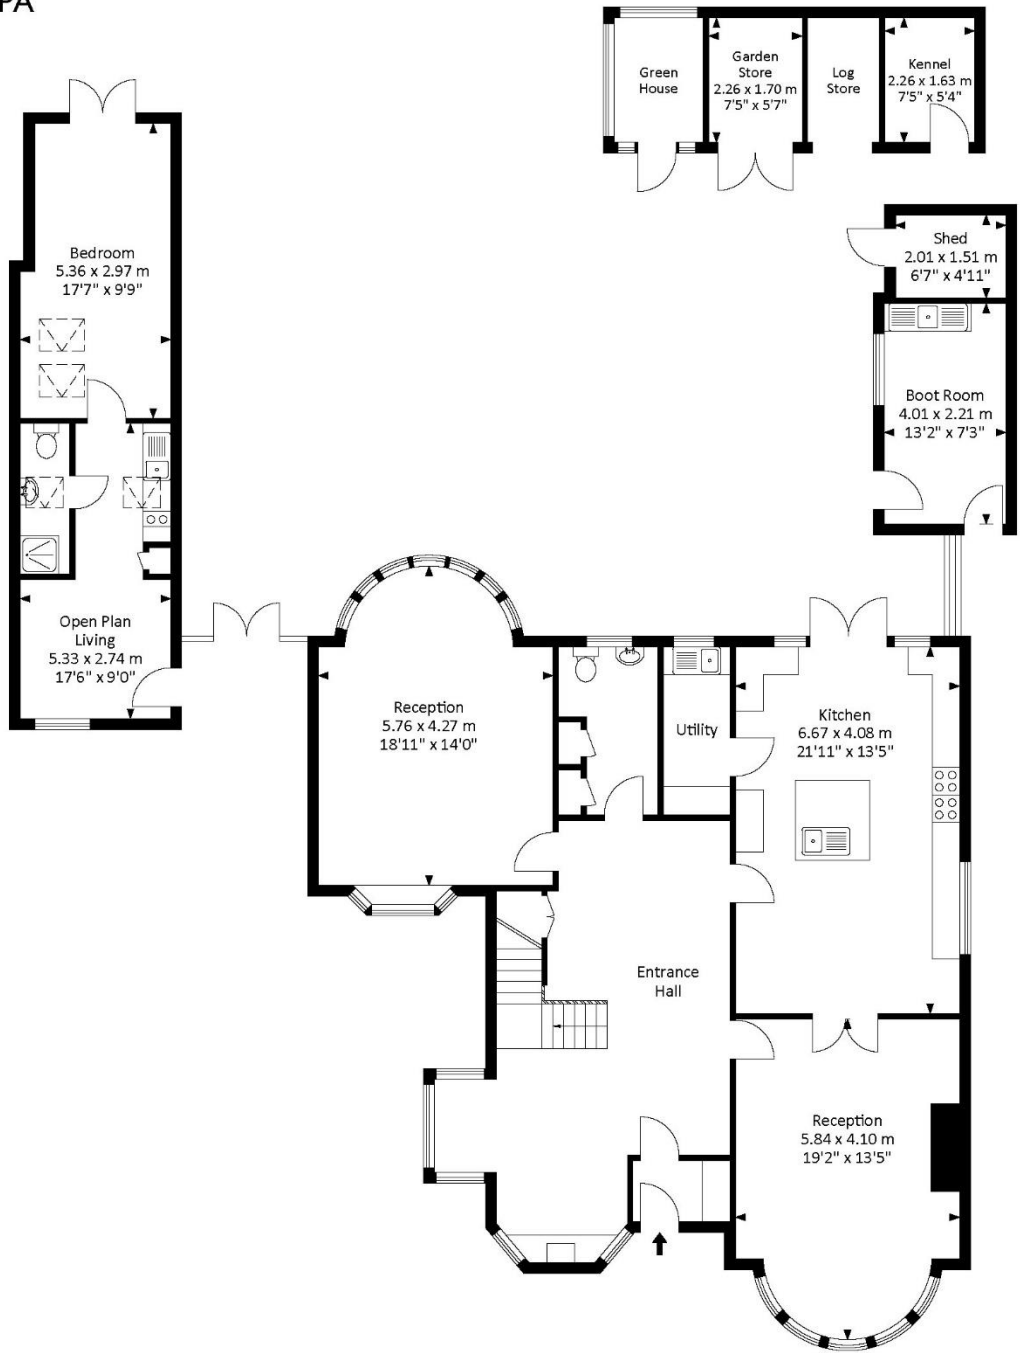 PA
Green
House
Garden
Store
2.26 x 1.70 m
7'5" x 5'7"
Log
Store
Kennel
2.26 x 1.63 m
7'5" x 5'4"
Shed
2.01 x 1.51 m
6'7" x 4'11"
Bedroom
5.36 x 2.97 m
17'7" x 9'9"
Boot Room
4.01 x 2.21 m
13'2" x 7'3"
Open Plan
Living
5.33 x 2.74 m
17'6" x 9'0"
Reception
5.76 x 4.27 m
18'11" x 14'0"
Utility
Kitchen
6.67 x 4.08 m
21'11" x 13'5"
Entrance
Hall
Reception
5.84 x 4.10 m
19'2" x 13'5"